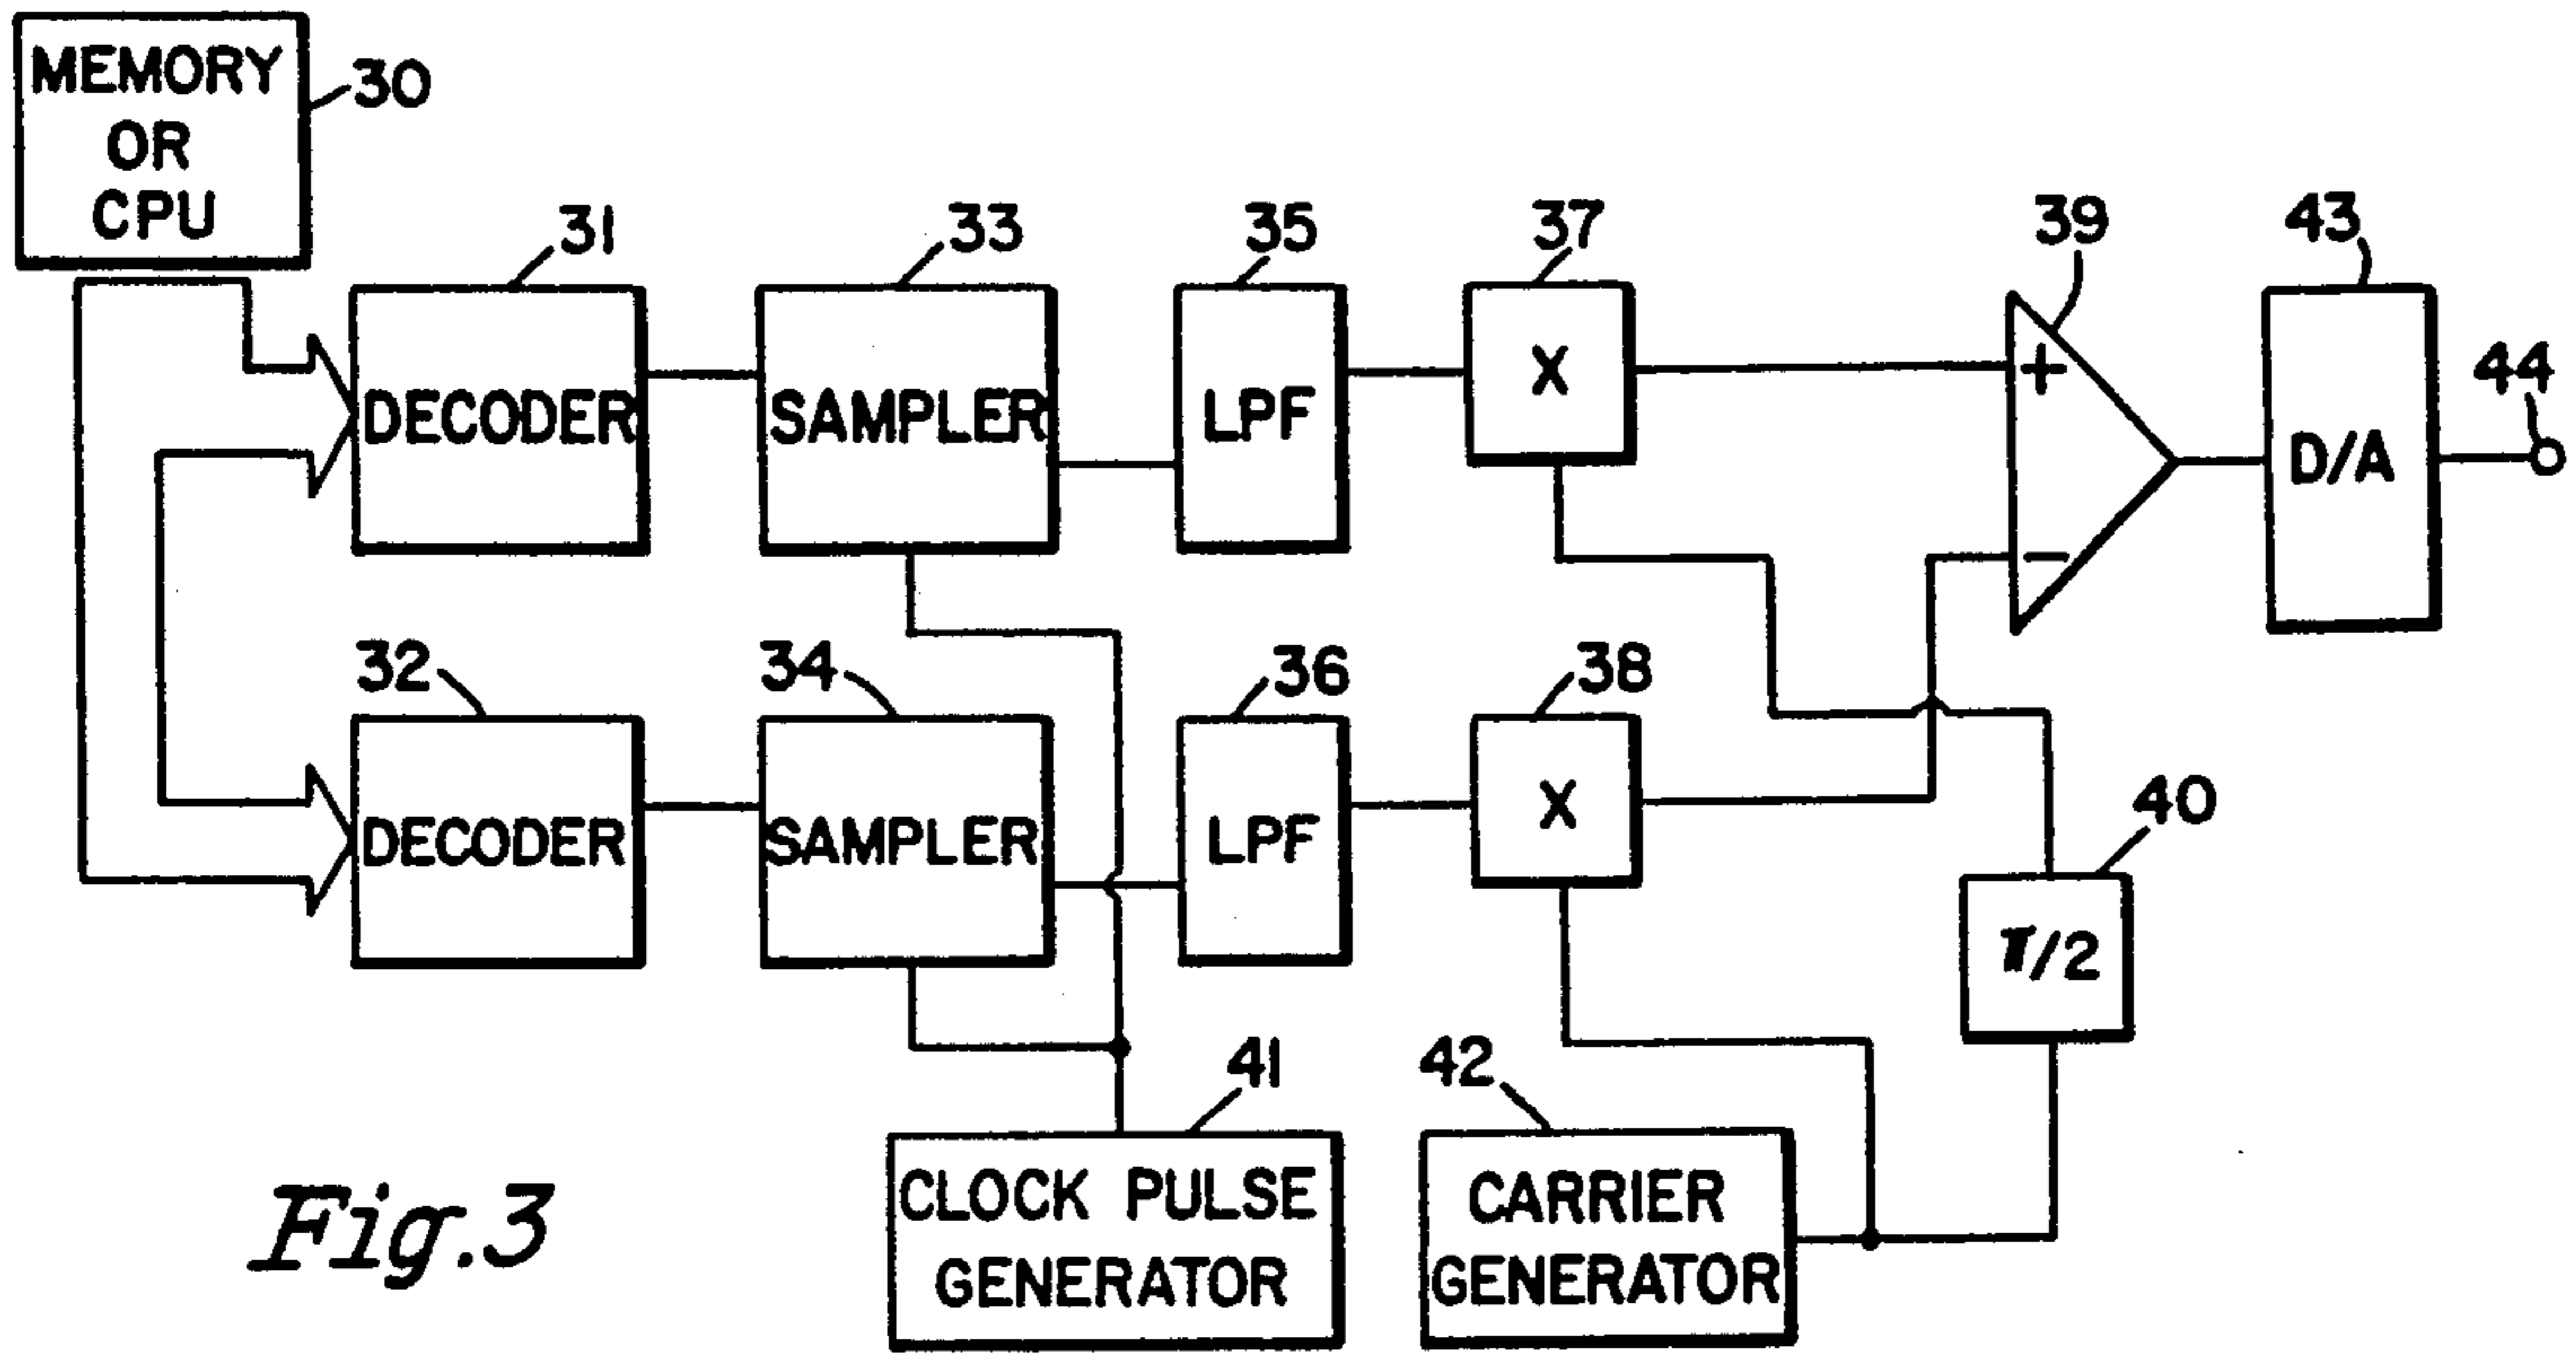 MEMORY
OR
CPU
30
31
33
35
37
39
43
44
DECODER
SAMPLER
LPF
X
+
−
D/A
32
34
36
38
40
DECODER
SAMPLER
LPF
X
π/2
41
42
CLOCK PULSE
GENERATOR
CARRIER
GENERATOR
Fig.3